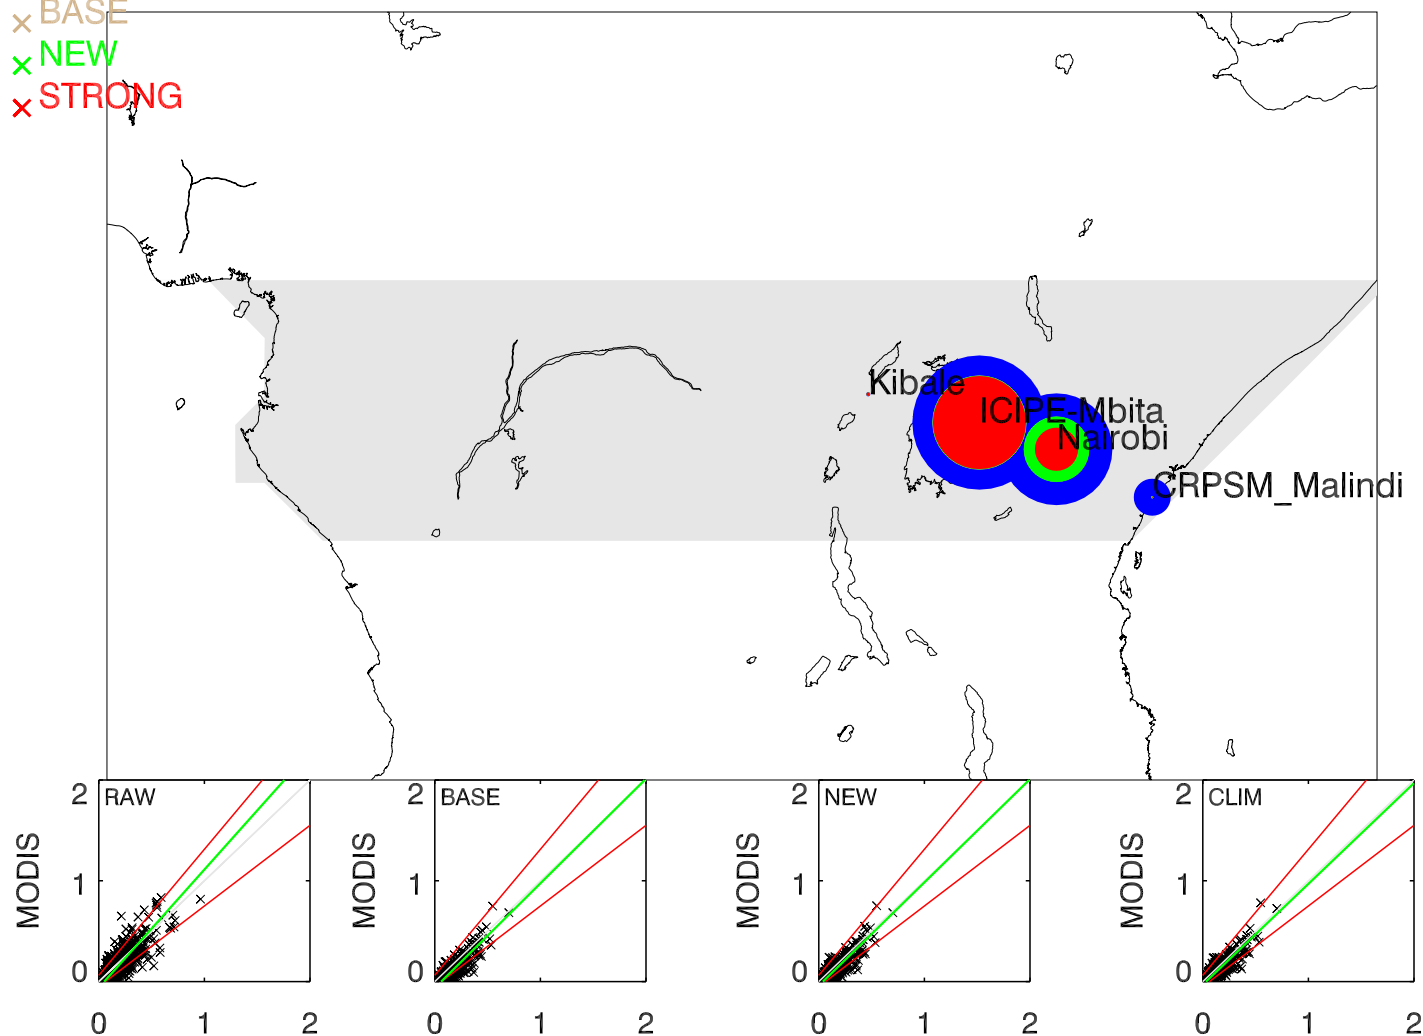 BASE
NEW
STRONG
Kibale
ICIPE-Mbita
Nairobi
CRPSM_Malindi
2 RAW 2 BASE 2 NEW 2 CLIM
MODIS 1 MODIS 1 MODIS 1 MODIS 1
0 0 0 0
0 1 2 0 1 2 0 1 2 0 1 2